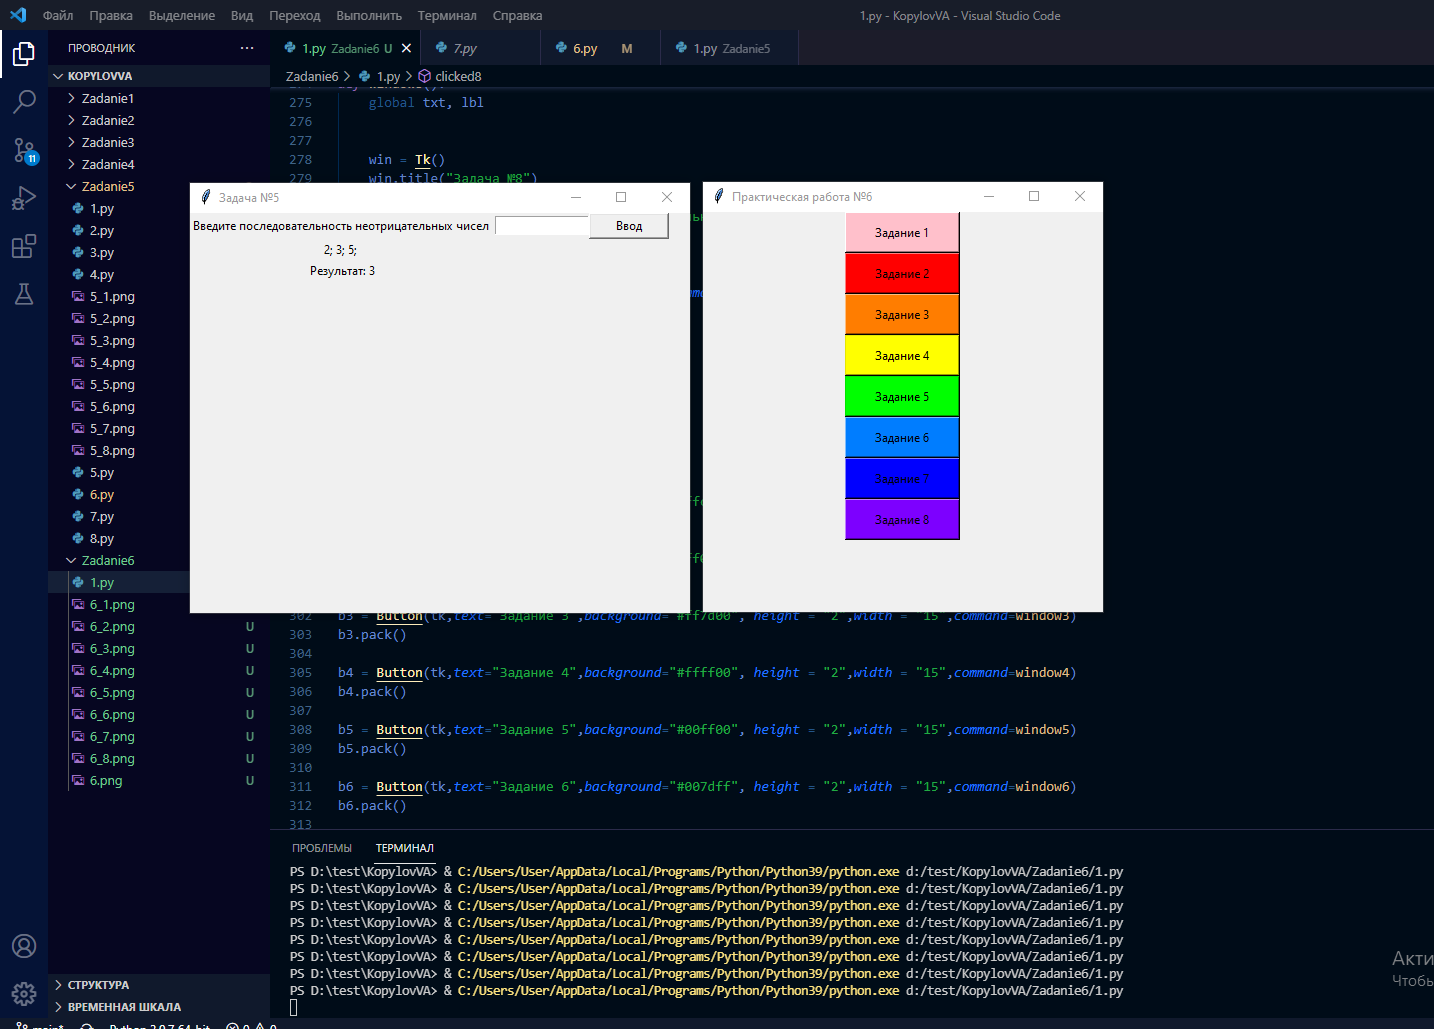 Файл Правка Выделение Вид Переход Выполнить Терминал Справка 1.py - KopylovVA - Visual Studio Code
ПРОВОДНИК ···
KOPYLOVVA
Zadanie1
Zadanie2
Zadanie3
Zadanie4
Zadanie5
1.py
2.py
3.py
4.py
5_1.png
5_2.png
5_3.png
5_4.png
5_5.png
5_6.png
5_7.png
5_8.png
5.py
6.py
7.py
8.py
Zadanie6
1.py
6_1.png
6_2.png U
6_3.png U
6_4.png U
6_5.png U
6_6.png U
6_7.png U
6_8.png U
6.png U
СТРУКТУРА
ВРЕМЕННАЯ ШКАЛА
11
1.py Zadanie6 U
7.py
6.py M
1.py Zadanie5
Zadanie6 > 1.py > clicked8
275 global txt, lbl
276
277
278 win = Tk()
279 win.title("Задача №8")
Задача №5
Введите последовательность неотрицательных чисел Ввод
2; 3; 5;
Результат: 3
Практическая работа №6
Задание 1
Задание 2
Задание 3
Задание 4
Задание 5
Задание 6
Задание 7
Задание 8
302 b3 = Button(tk,text="Задание 3",background="#ff7d00", height = "2",width = "15",command=window3)
303 b3.pack()
304
305 b4 = Button(tk,text="Задание 4",background="#ffff00", height = "2",width = "15",command=window4)
306 b4.pack()
307
308 b5 = Button(tk,text="Задание 5",background="#00ff00", height = "2",width = "15",command=window5)
309 b5.pack()
310
311 b6 = Button(tk,text="Задание 6",background="#007dff", height = "2",width = "15",command=window6)
312 b6.pack()
313
ПРОБЛЕМЫ ТЕРМИНАЛ
PS D:\test\KopylovVA> & C:/Users/User/AppData/Local/Programs/Python/Python39/python.exe d:/test/KopylovVA/Zadanie6/1.py
PS D:\test\KopylovVA> & C:/Users/User/AppData/Local/Programs/Python/Python39/python.exe d:/test/KopylovVA/Zadanie6/1.py
PS D:\test\KopylovVA> & C:/Users/User/AppData/Local/Programs/Python/Python39/python.exe d:/test/KopylovVA/Zadanie6/1.py
PS D:\test\KopylovVA> & C:/Users/User/AppData/Local/Programs/Python/Python39/python.exe d:/test/KopylovVA/Zadanie6/1.py
PS D:\test\KopylovVA> & C:/Users/User/AppData/Local/Programs/Python/Python39/python.exe d:/test/KopylovVA/Zadanie6/1.py
PS D:\test\KopylovVA> & C:/Users/User/AppData/Local/Programs/Python/Python39/python.exe d:/test/KopylovVA/Zadanie6/1.py
PS D:\test\KopylovVA> & C:/Users/User/AppData/Local/Programs/Python/Python39/python.exe d:/test/KopylovVA/Zadanie6/1.py
PS D:\test\KopylovVA> & C:/Users/User/AppData/Local/Programs/Python/Python39/python.exe d:/test/KopylovVA/Zadanie6/1.py
Акти
Чтобы
main* Python 3.9.7 64-bit 0 0